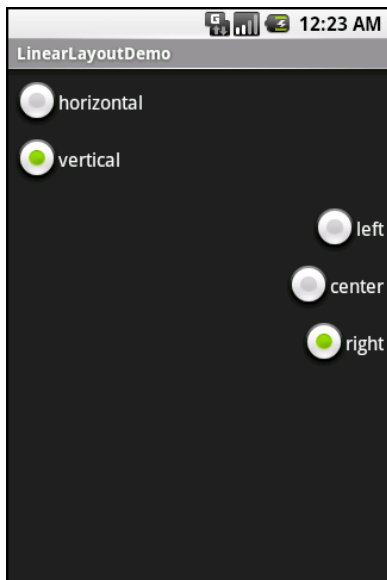 G 12:23 AM
LinearLayoutDemo
horizontal
vertical
left
center
right